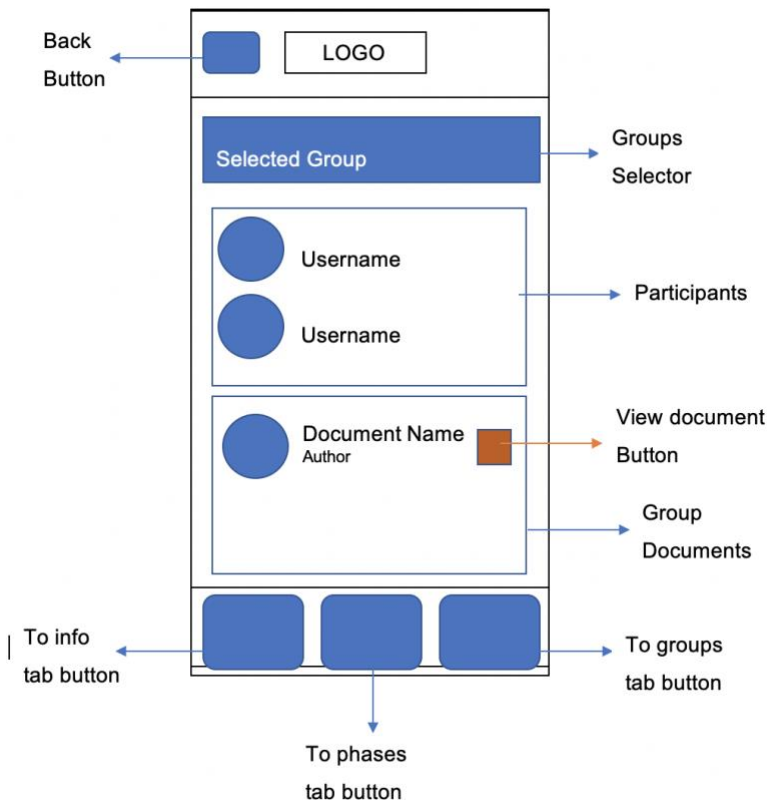 Back
Button
LOGO
Selected Group
Groups
Selector
Username
Username
Participants
Document Name
Author
View document
Button
Group
Documents
To info
tab button
To phases
tab button
To groups
tab button